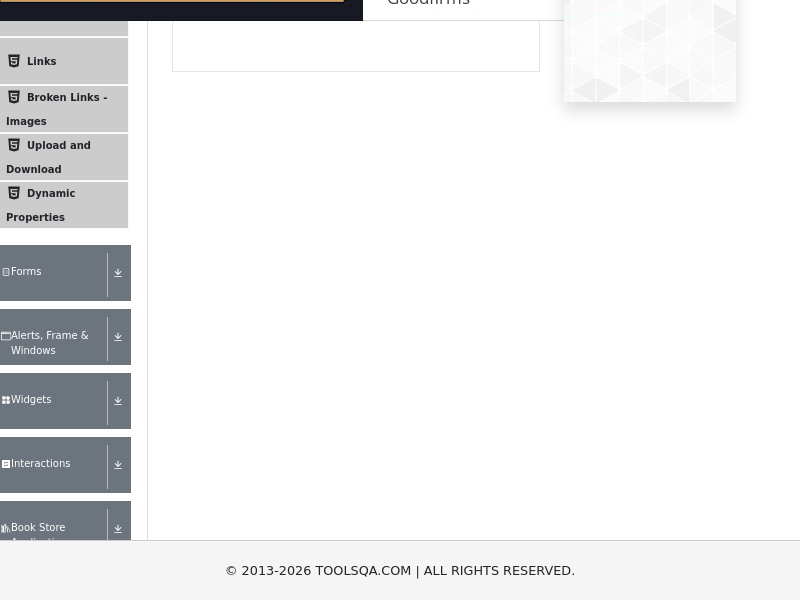 Links
Broken Links -
Images
Upload and
Download
Dynamic
Properties
Forms
Alerts, Frame &
Windows
Widgets
Interactions
Book Store
© 2013-2026 TOOLSQA.COM | ALL RIGHTS RESERVED.